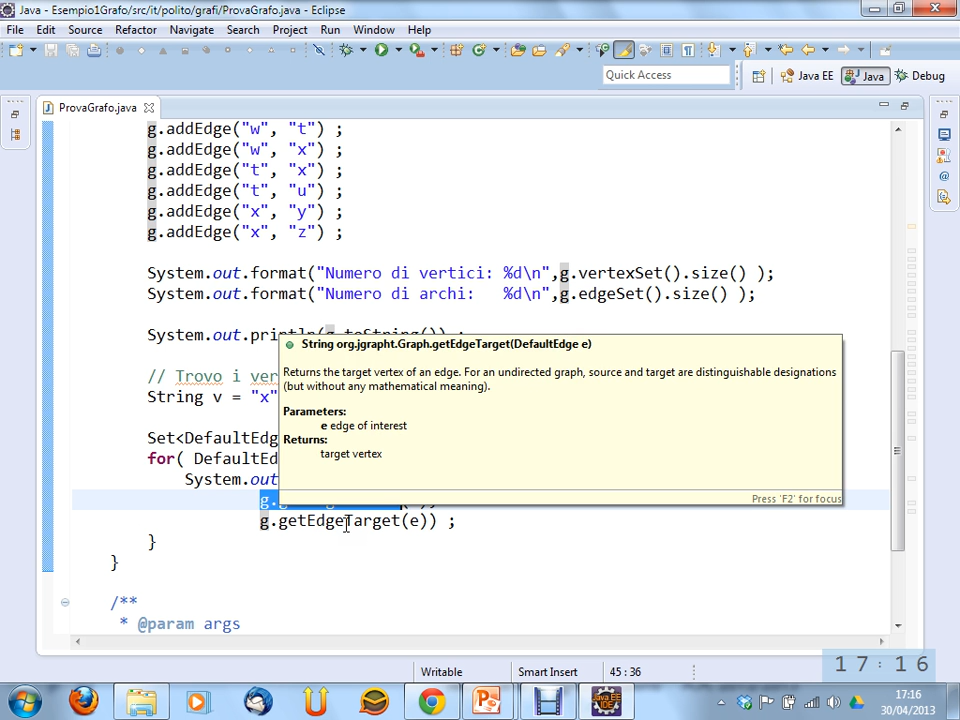 Java - Esempio1Grafo/src/it/polito/grafi/ProvaGrafo.java - Eclipse
File Edit Source Refactor Navigate Search Project Run Window Help
Quick Access Java EE Java Debug
ProvaGrafo.java
g.addEdge("w", "t") ;
g.addEdge("w", "x") ;
g.addEdge("t", "x") ;
g.addEdge("t", "u") ;
g.addEdge("x", "y") ;
g.addEdge("x", "z") ;
System.out.format("Numero di vertici: %d\n",g.vertexSet().size() );
System.out.format("Numero di archi:   %d\n",g.edgeSet().size() );
System.out.println(g.toString()) ;
String org.jgrapht.Graph.getEdgeTarget(DefaultEdge e)
Returns the target vertex of an edge. For an undirected graph, source and target are distinguishable designations
(but without any mathematical meaning).
Parameters:
e edge of interest
Returns:
target vertex
Press 'F2' for focus
// Trovo i ver
String v = "x"
Set<DefaultEdg
for( DefaultEd
System.out
g.getEdgeTarget(e)) ;
}
}
/**
* @param args
Writable Smart Insert 45 : 36
17:16
17:16
30/04/2013